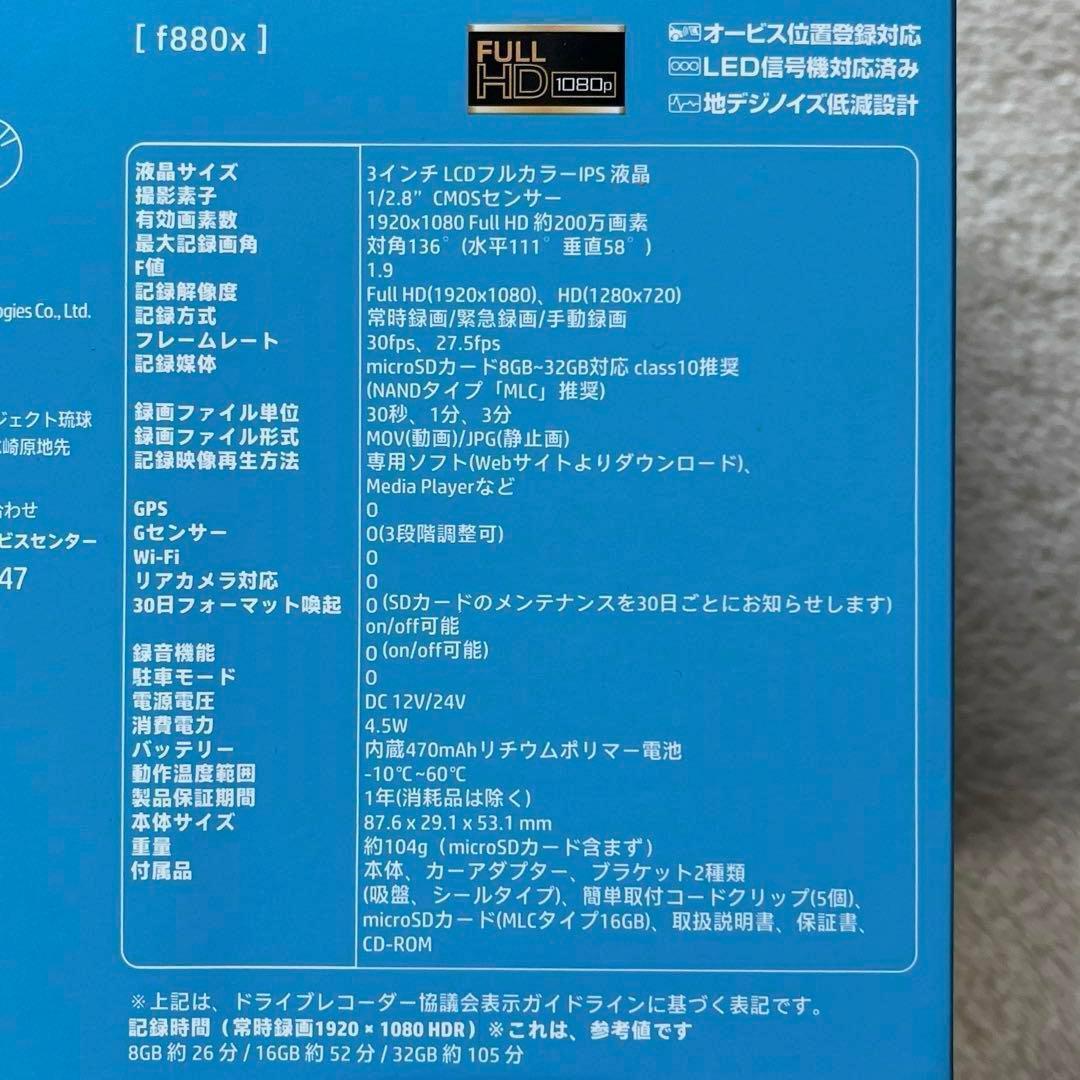 [ f880x ]
FULL
HD 1080p
オービス位置登録対応
LED信号機対応済み
地デジノイズ低減設計
ogies Co., Ltd.
ジェクト琉球
崎原地先
合わせ
ビスセンター
47
液晶サイズ 3インチ LCDフルカラーIPS 液晶
撮影素子 1/2.8” CMOSセンサー
有効画素数 1920x1080 Full HD 約200万画素
最大記録画角 対角136° (水平111° 垂直58° )
F値 1.9
記録解像度 Full HD(1920x1080)、HD(1280x720)
記録方式 常時録画/緊急録画/手動録画
フレームレート 30fps、27.5fps
記録媒体 microSDカード8GB~32GB対応 class10推奨
(NANDタイプ「MLC」推奨)
録画ファイル単位 30秒、1分、3分
録画ファイル形式 MOV(動画)/JPG(静止画)
記録映像再生方法 専用ソフト(Webサイトよりダウンロード)、
Media Playerなど
GPS O
Gセンサー O(3段階調整可)
Wi-Fi O
リアカメラ対応 O
30日フォーマット喚起 O (SDカードのメンテナンスを30日ごとにお知らせします)
on/off可能
録音機能 O (on/off可能)
駐車モード O
電源電圧 DC 12V/24V
消費電力 4.5W
バッテリー 内蔵470mAhリチウムポリマー電池
動作温度範囲 -10℃~60℃
製品保証期間 1年(消耗品は除く)
本体サイズ 87.6 x 29.1 x 53.1 mm
重量 約104g（microSDカード含まず）
付属品 本体、カーアダプター、ブラケット2種類
(吸盤、シールタイプ)、簡単取付コードクリップ(5個)、
microSDカード(MLCタイプ16GB)、取扱説明書、保証書、
CD-ROM
※上記は、ドライブレコーダー協議会表示ガイドラインに基づく表記です。
記録時間（常時録画1920 × 1080 HDR）※これは、参考値です
8GB 約 26 分 / 16GB 約 52 分 / 32GB 約 105 分